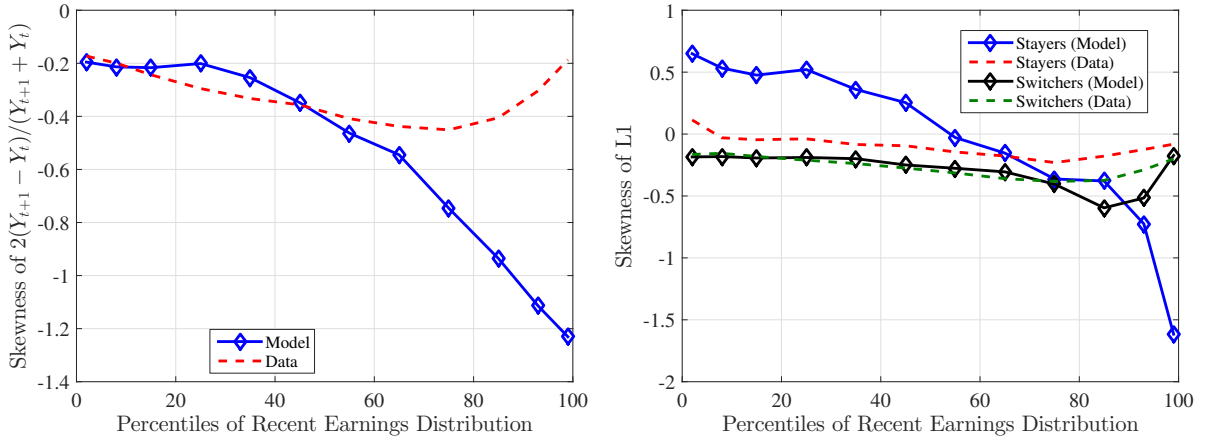 Skewness of 2(Y_{t+1} − Y_t)/(Y_{t+1} + Y_t)
0
-0.2
-0.4
-0.6
-0.8
-1
-1.2
-1.4
Model
Data
0 20 40 60 80 100
Percentiles of Recent Earnings Distribution
Skewness of L1
1
0.5
0
-0.5
-1
-1.5
-2
Stayers (Model)
Stayers (Data)
Switchers (Model)
Switchers (Data)
0 20 40 60 80 100
Percentiles of Recent Earnings Distribution